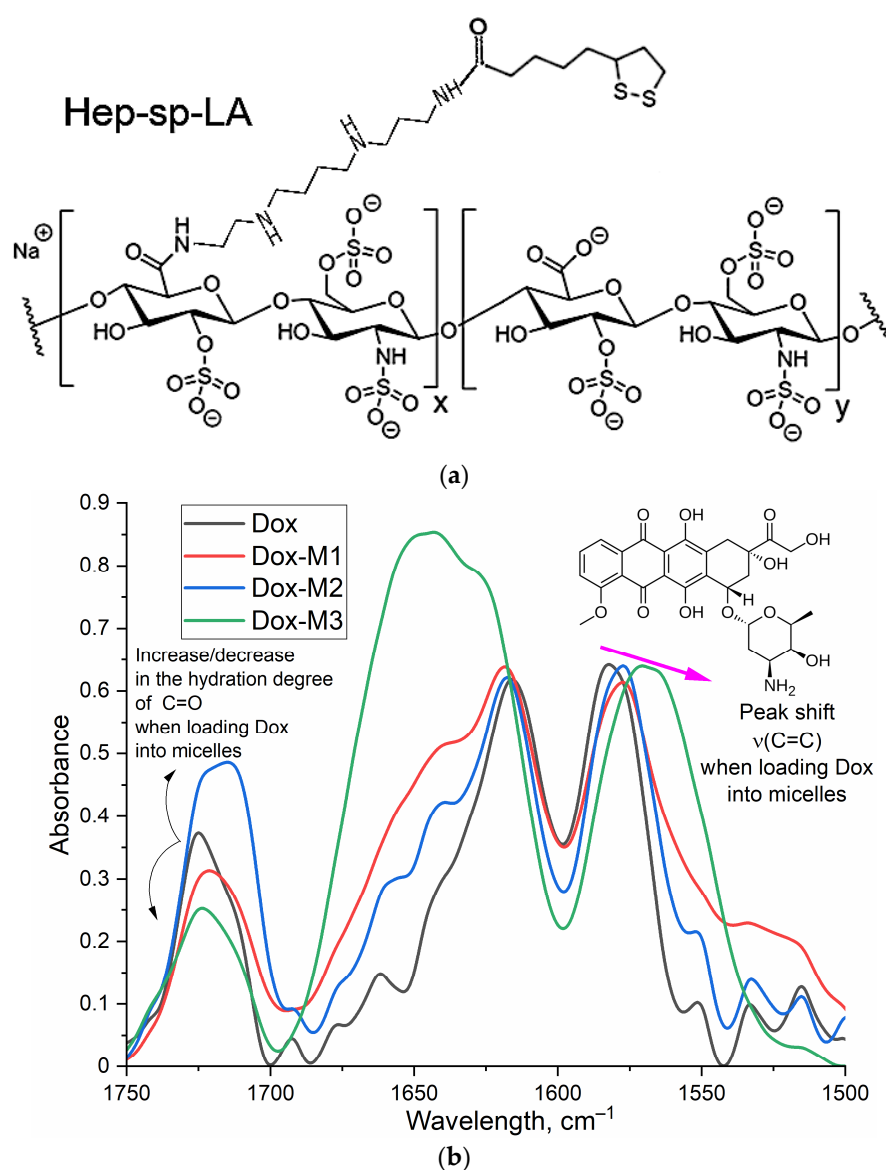 Hep-sp-LA
O
NH
S-S
H
N
N
H
Na⊕
O
NH
O
O
HO
O
O=S=O
O⊖
O
O
HO
NH
O=S=O
O⊖
O
O=S=O
O⊖
x
O
O
O⊖
O
HO
O
O=S=O
O⊖
O
O
HO
NH
O=S=O
O⊖
O
O=S=O
O⊖
O
y
(a)
0.9
0.8
0.7
0.6
0.5
0.4
0.3
0.2
0.1
0
Absorbance
Dox
Dox-M1
Dox-M2
Dox-M3
Increase/decrease
in the hydration degree
of C=O
when loading Dox
into micelles
O
OH
O
OH
OH
O
O
OH
O
H
O
OH
NH2
Peak shift
ν(C=C)
when loading Dox
into micelles
1750
1700
1650
1600
1550
1500
Wavelength, cm–1
(b)